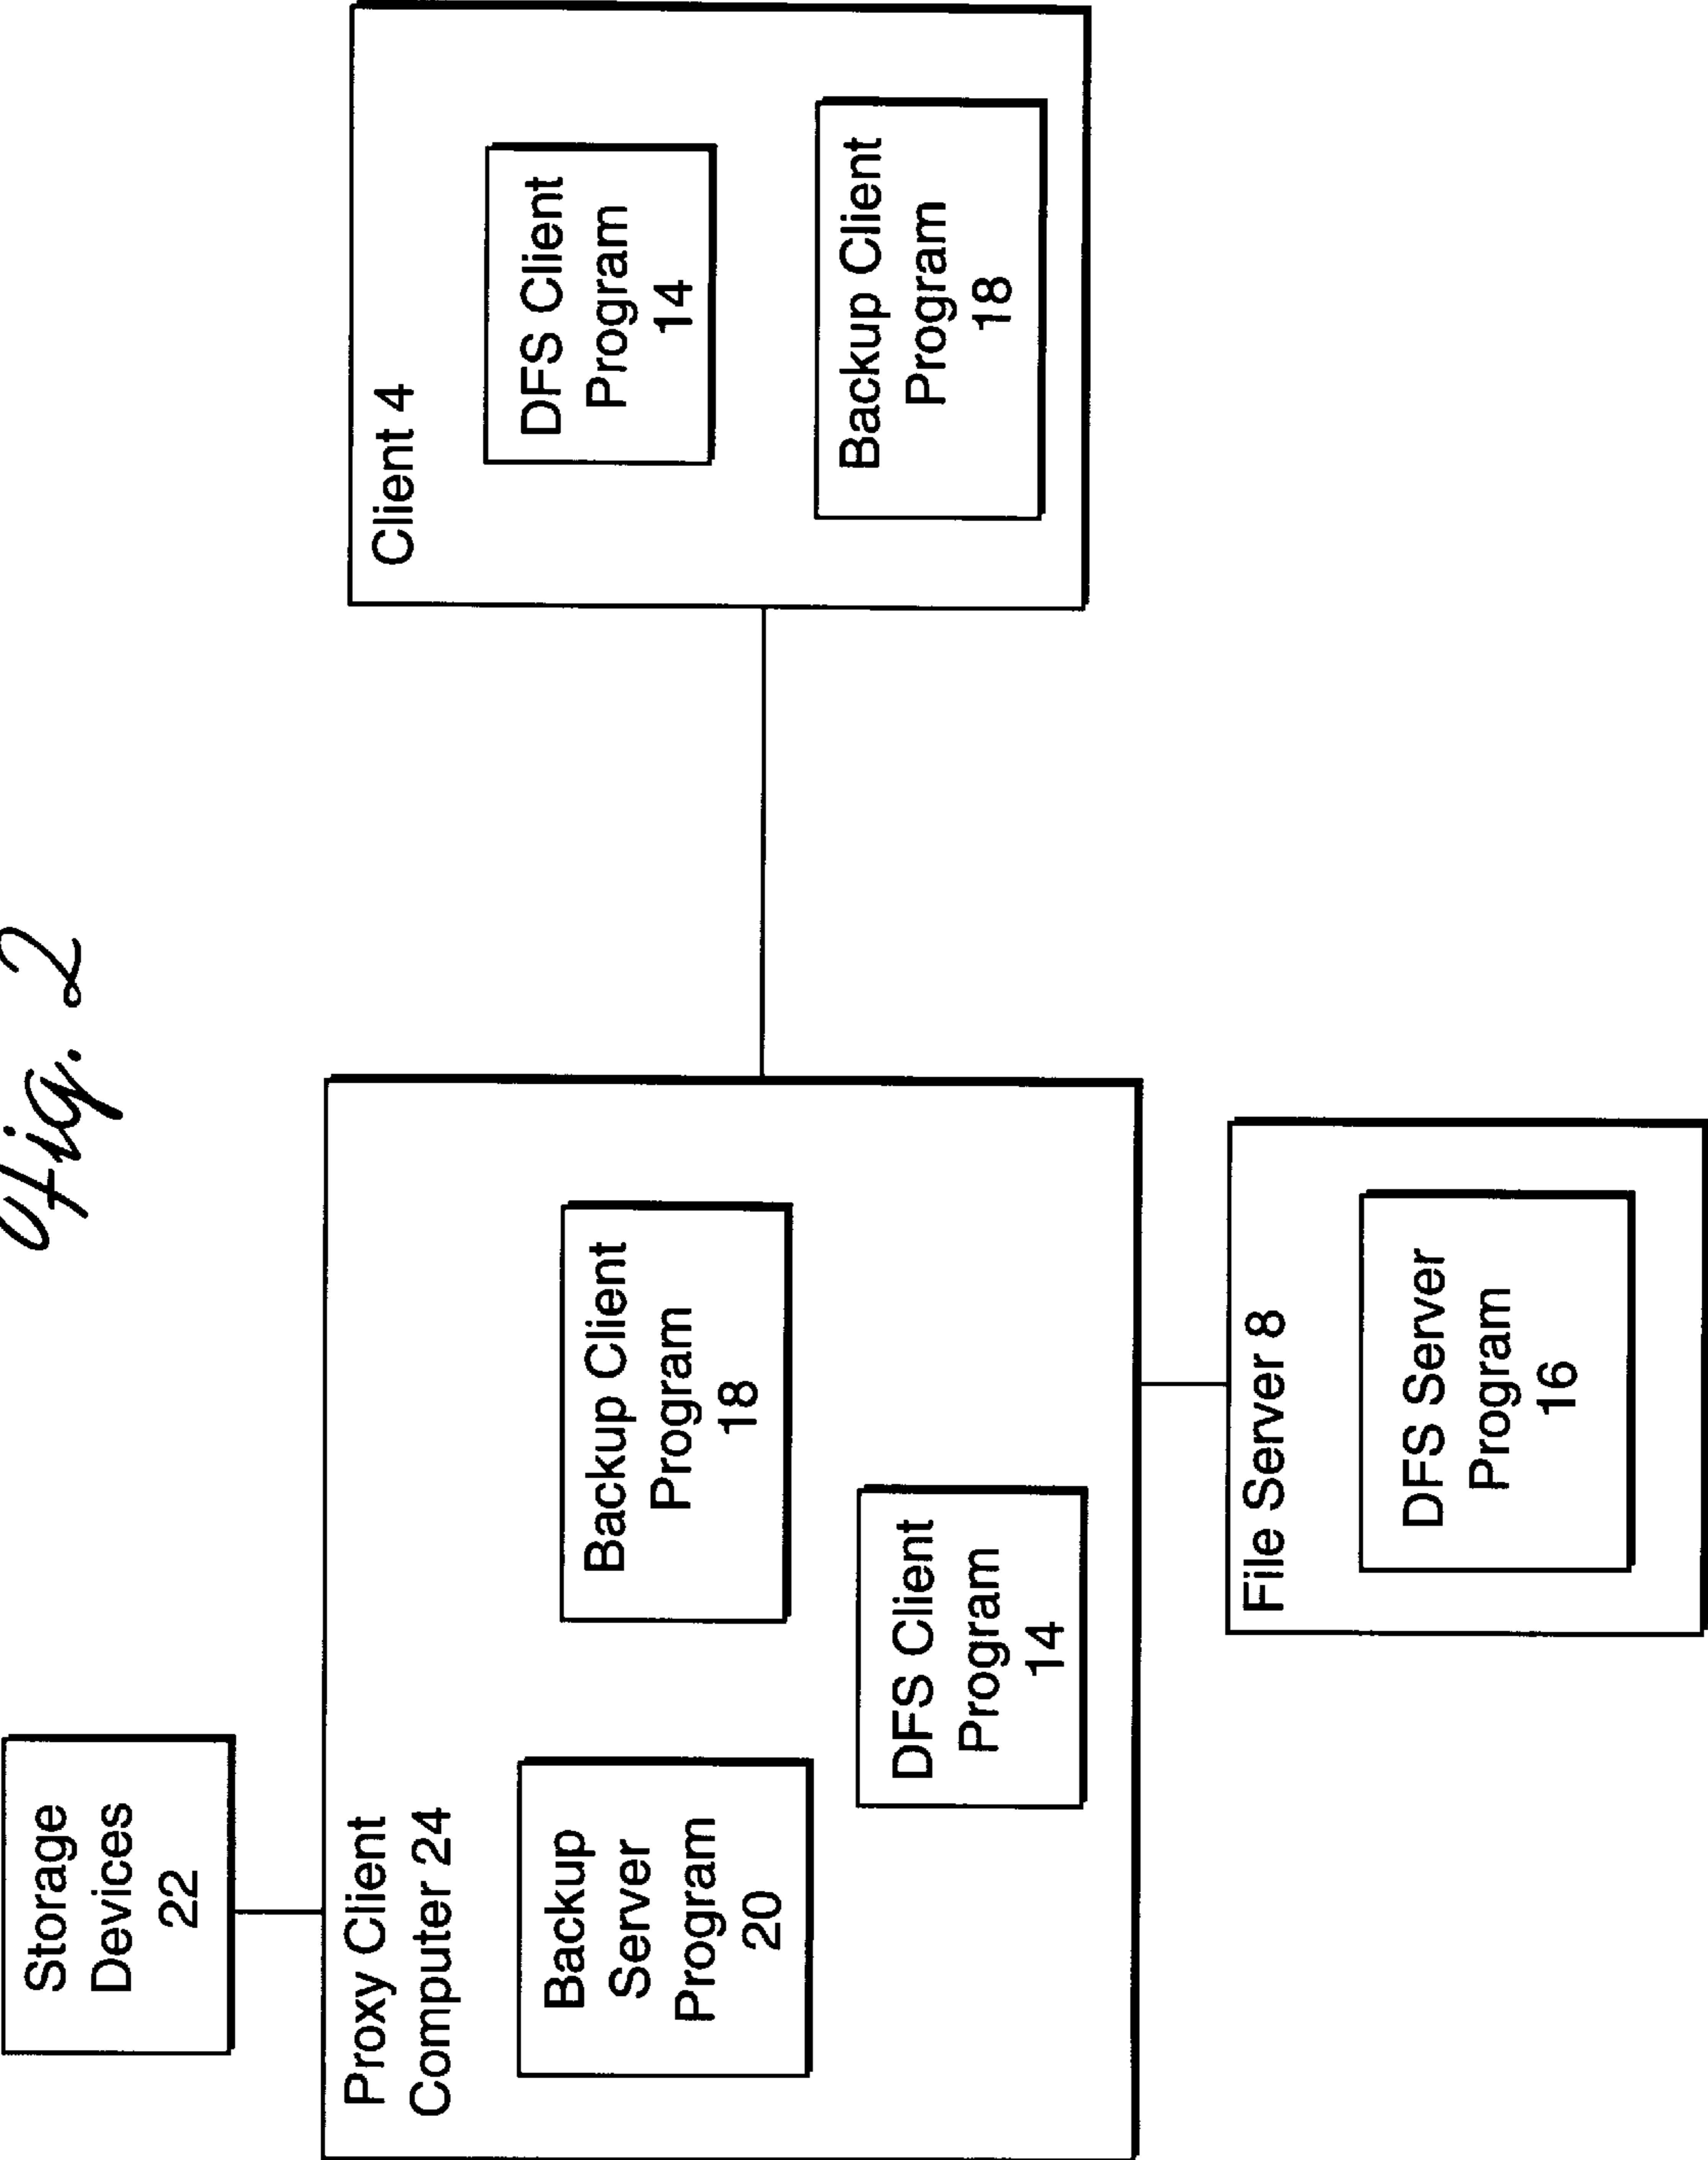 Storage
Devices
22
Proxy Client
Computer 24
Backup
Server
Program
20
Backup Client
Program
18
DFS Client
Program
14
File Server 8
DFS Server
Program
16
Client 4
DFS Client
Program
14
Backup Client
Program
18
Fig. 2